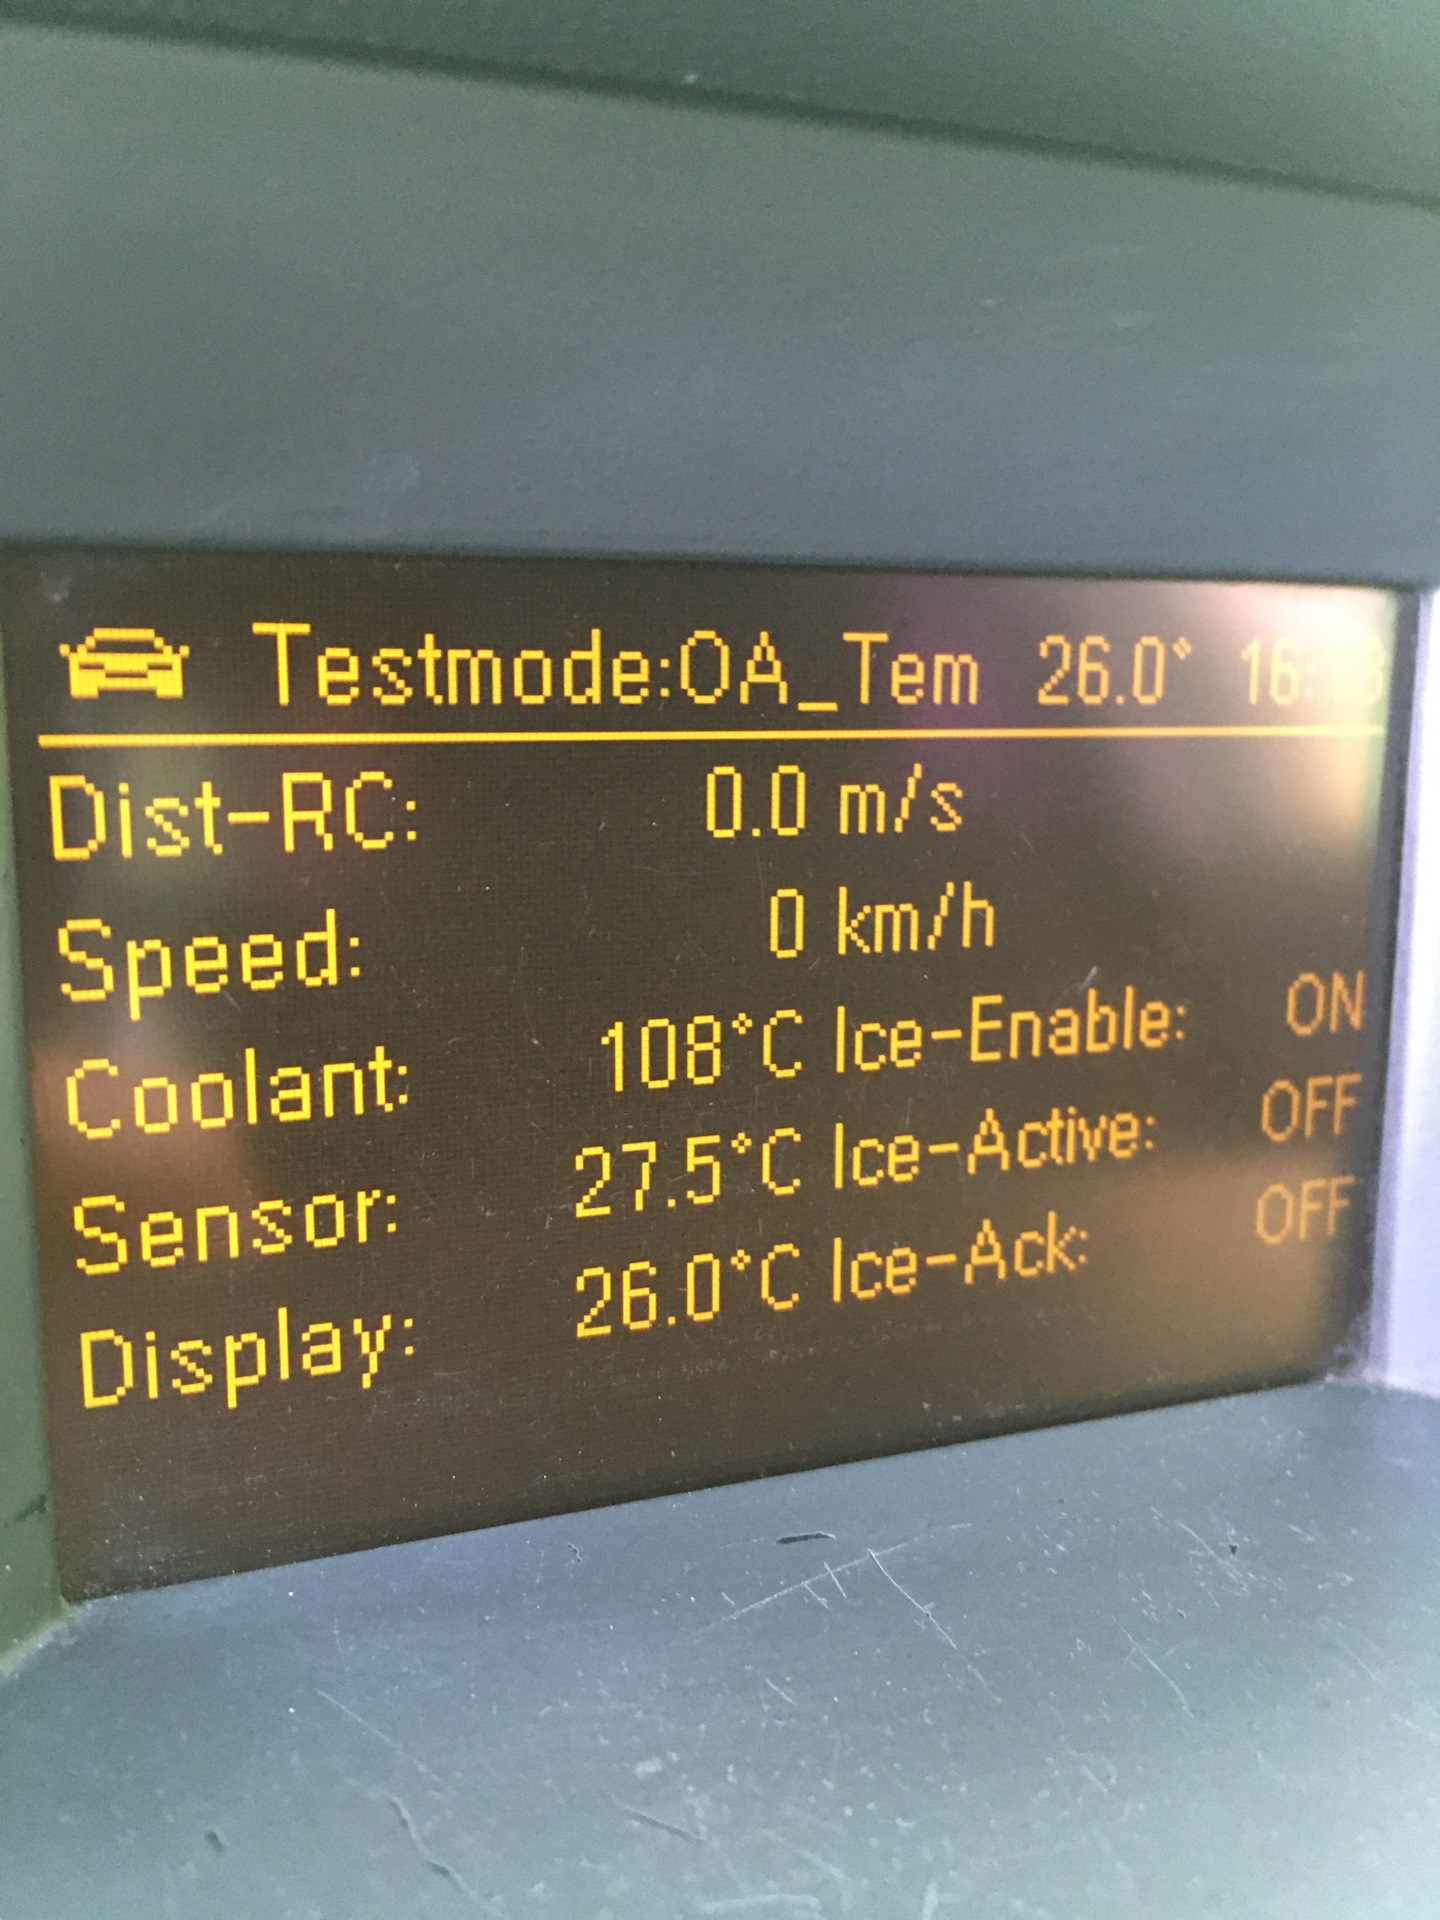 Testmode:OA_Tem 26.0°
Dist-RC: 0.0 m/s
Speed: 0 km/h
Coolant: 108°C Ice-Enable: ON
Sensor: 27.5°C Ice-Active: OFF
Display: 26.0°C Ice-Ack: OFF